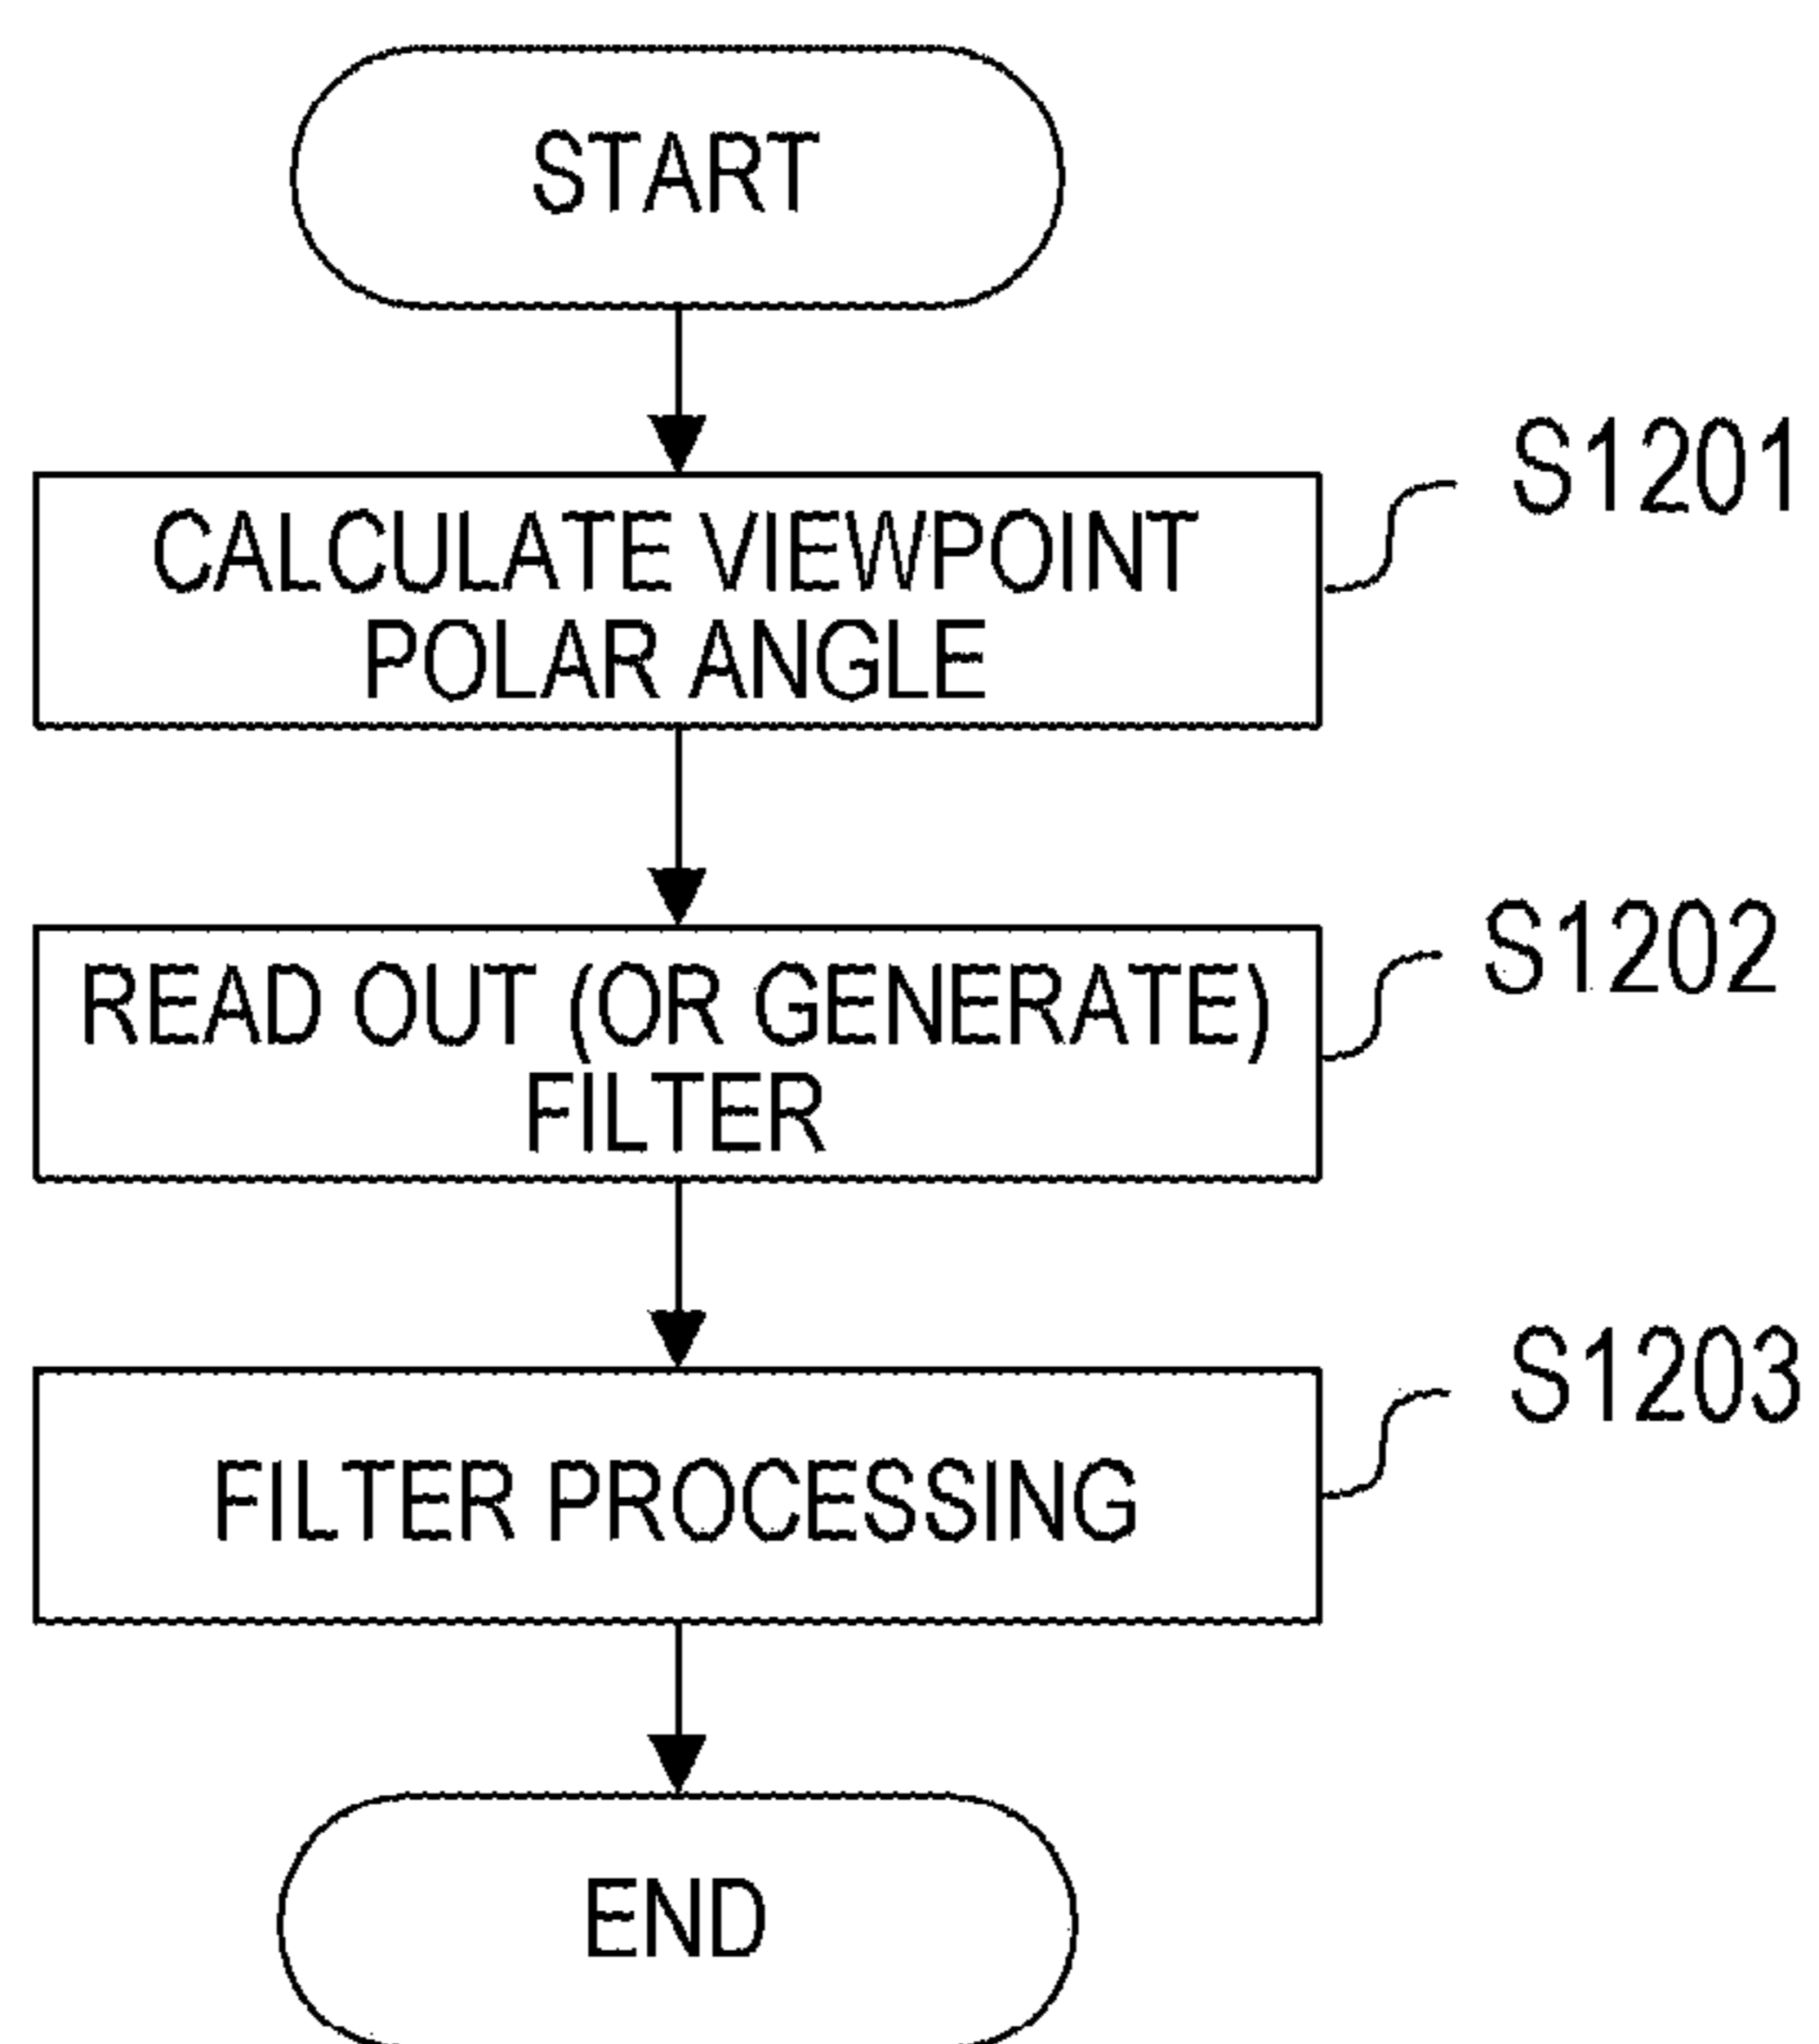 START
S1201
CALCULATE VIEWPOINT
POLAR ANGLE
S1202
READ OUT (OR GENERATE)
FILTER
S1203
FILTER PROCESSING
END